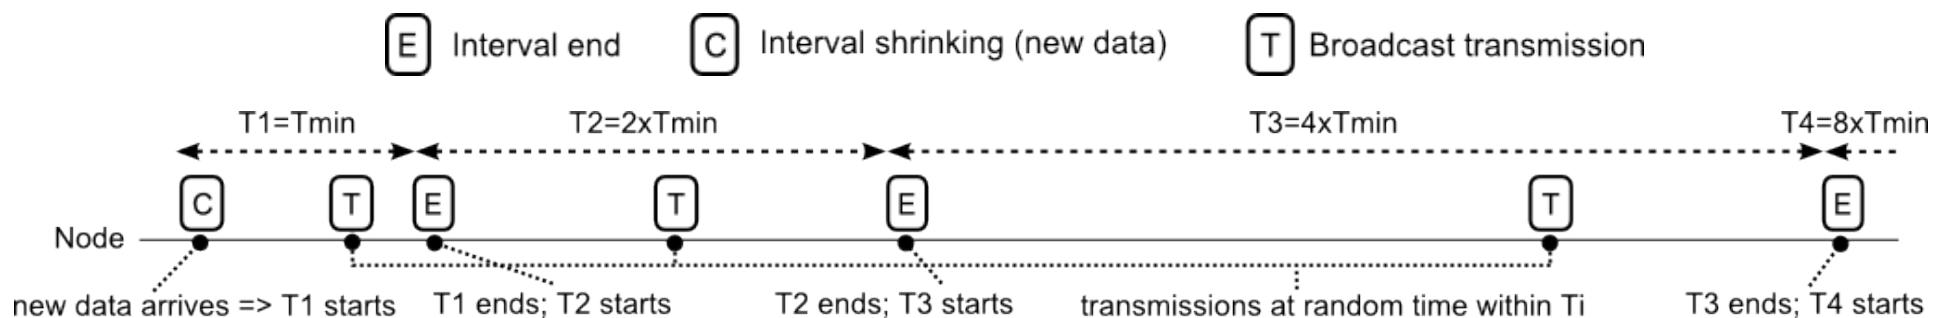 E Interval end C Interval shrinking (new data) T Broadcast transmission
T1=Tmin T2=2xTmin T3=4xTmin T4=8xTmin
C T E T E T E
Node
new data arrives => T1 starts T1 ends; T2 starts T2 ends; T3 starts transmissions at random time within Ti T3 ends; T4 starts